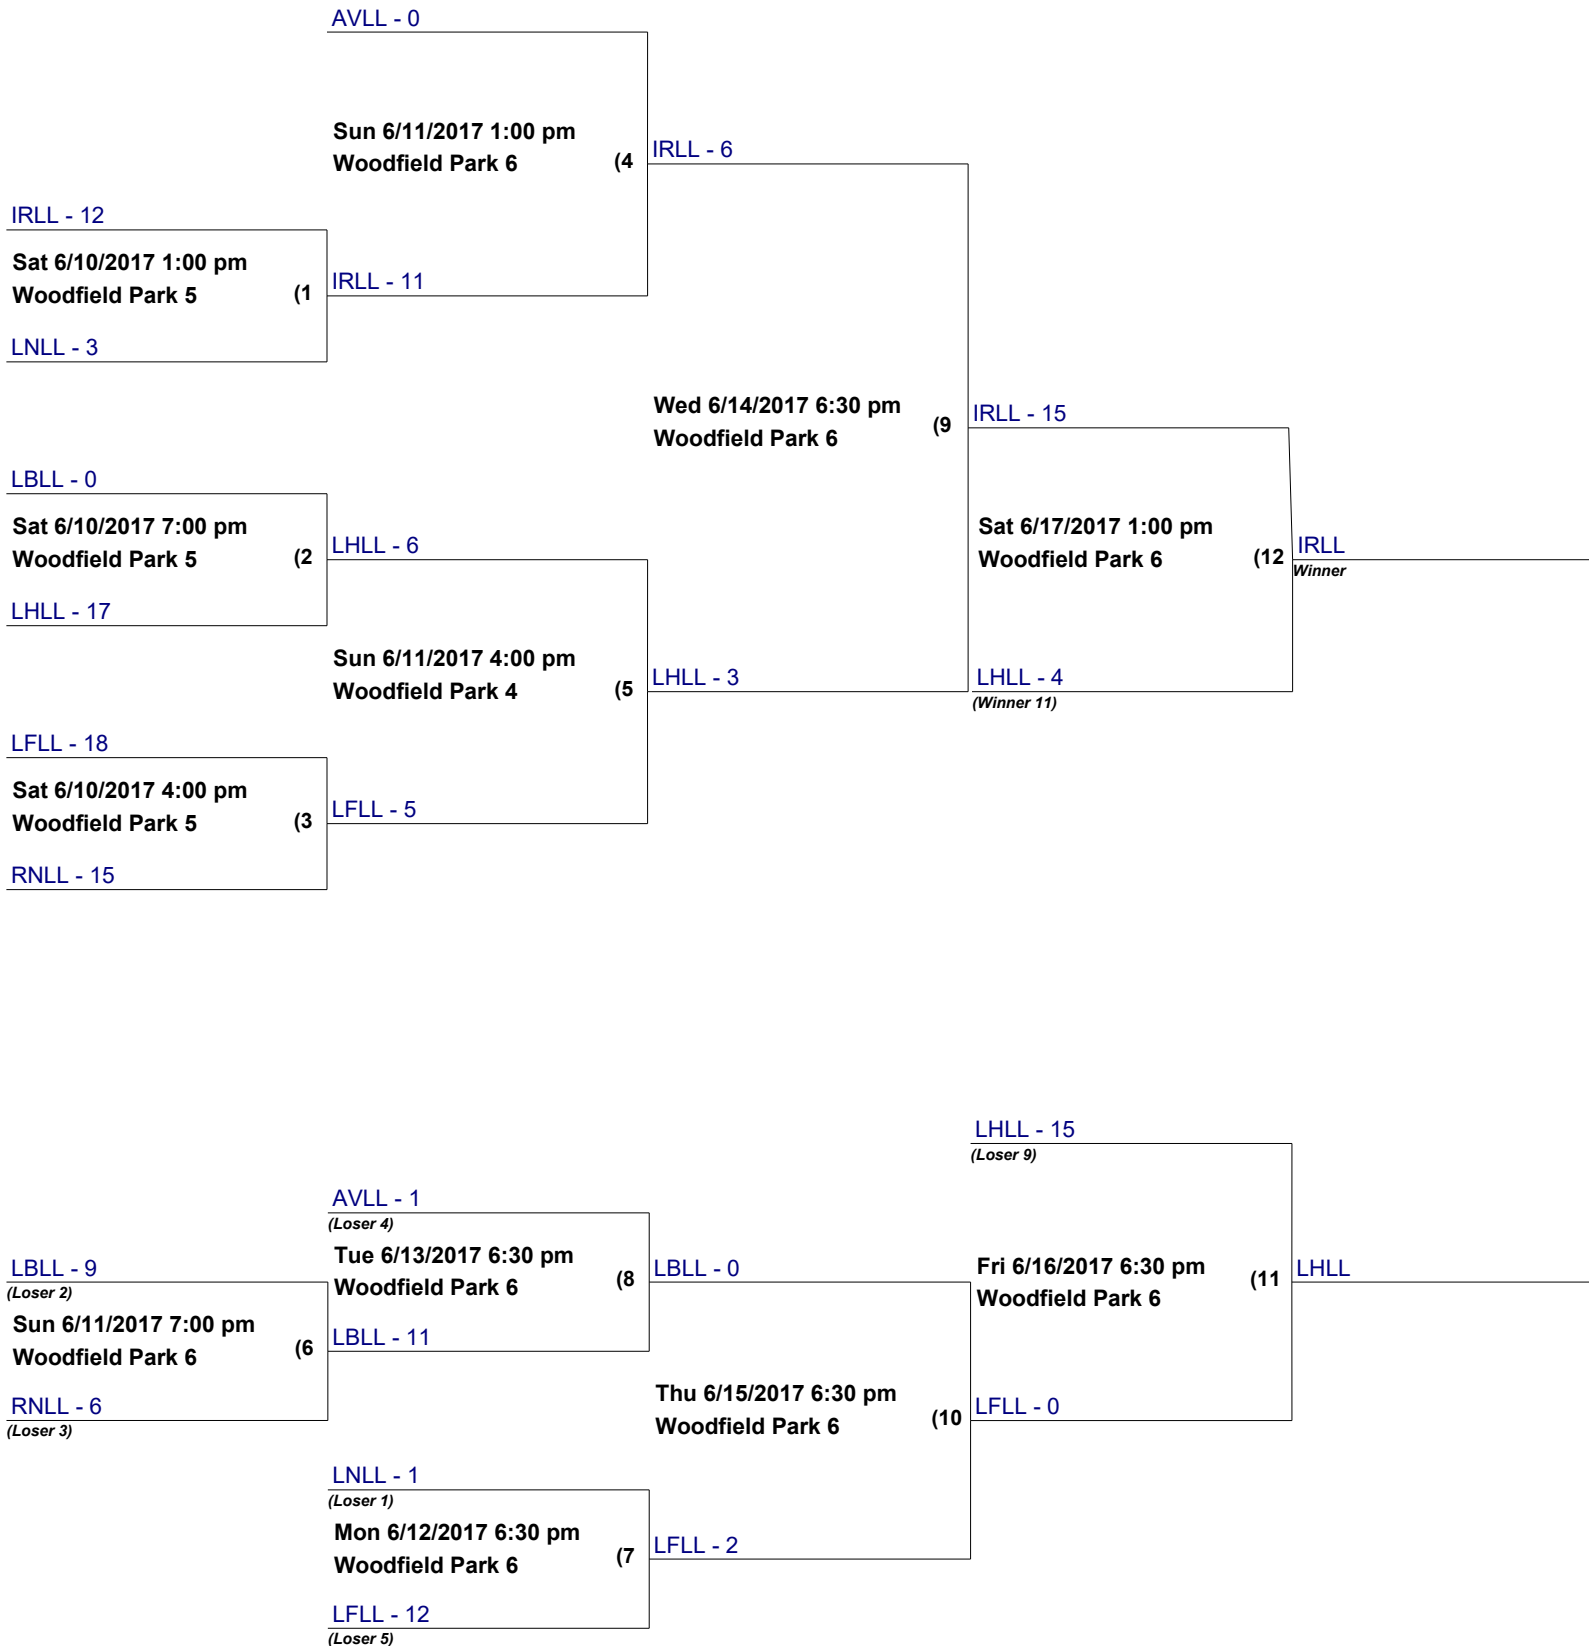 AVLL - 0
Sun 6/11/2017 1:00 pm
Woodfield Park 6 (4
IRLL - 6
IRLL - 12
Sat 6/10/2017 1:00 pm
Woodfield Park 5 (1
IRLL - 11
LNLL - 3
Wed 6/14/2017 6:30 pm
Woodfield Park 6 (9
IRLL - 15
LBLL - 0
Sat 6/10/2017 7:00 pm
Woodfield Park 5 (2
LHLL - 6
Sat 6/17/2017 1:00 pm
Woodfield Park 6 (12
IRLL
Winner
LHLL - 17
Sun 6/11/2017 4:00 pm
Woodfield Park 4 (5
LHLL - 3
LHLL - 4
(Winner 11)
LFLL - 18
Sat 6/10/2017 4:00 pm
Woodfield Park 5 (3
LFLL - 5
RNLL - 15
LHLL - 15
(Loser 9)
AVLL - 1
(Loser 4)
Tue 6/13/2017 6:30 pm
Woodfield Park 6 (8
LBLL - 0
Fri 6/16/2017 6:30 pm
Woodfield Park 6 (11
LHLL
LBLL - 9
(Loser 2)
Sun 6/11/2017 7:00 pm
Woodfield Park 6 (6
LBLL - 11
RNLL - 6
(Loser 3)
Thu 6/15/2017 6:30 pm
Woodfield Park 6 (10
LFLL - 0
LNLL - 1
(Loser 1)
Mon 6/12/2017 6:30 pm
Woodfield Park 6 (7
LFLL - 2
LFLL - 12
(Loser 5)